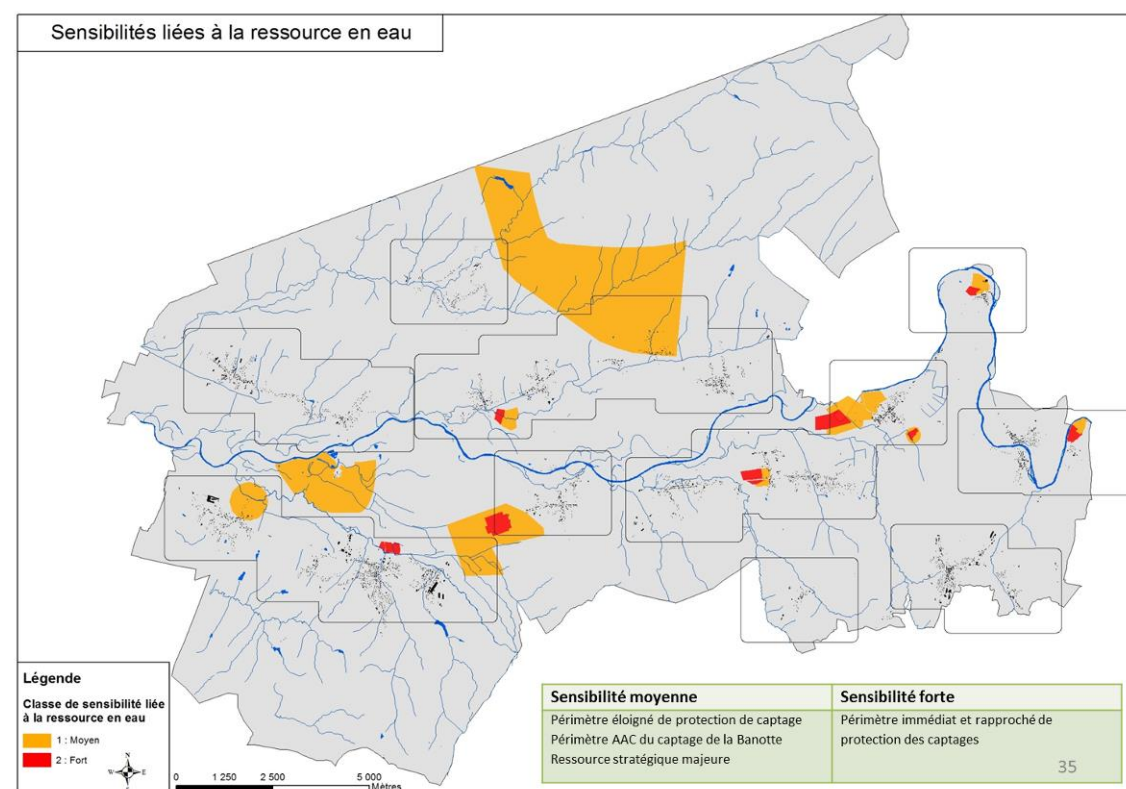 Sensibilités liées à la ressource en eau
Légende
Classe de sensibilité liée
à la ressource en eau
1 : Moyen
2 : Fort
N
W
E
S
0 1 250 2 500 5 000
Mètres
Sensibilité moyenne
Périmètre éloigné de protection de captage
Périmètre AAC du captage de la Banotte
Ressource stratégique majeure
Sensibilité forte
Périmètre immédiat et rapproché de
protection des captages
35